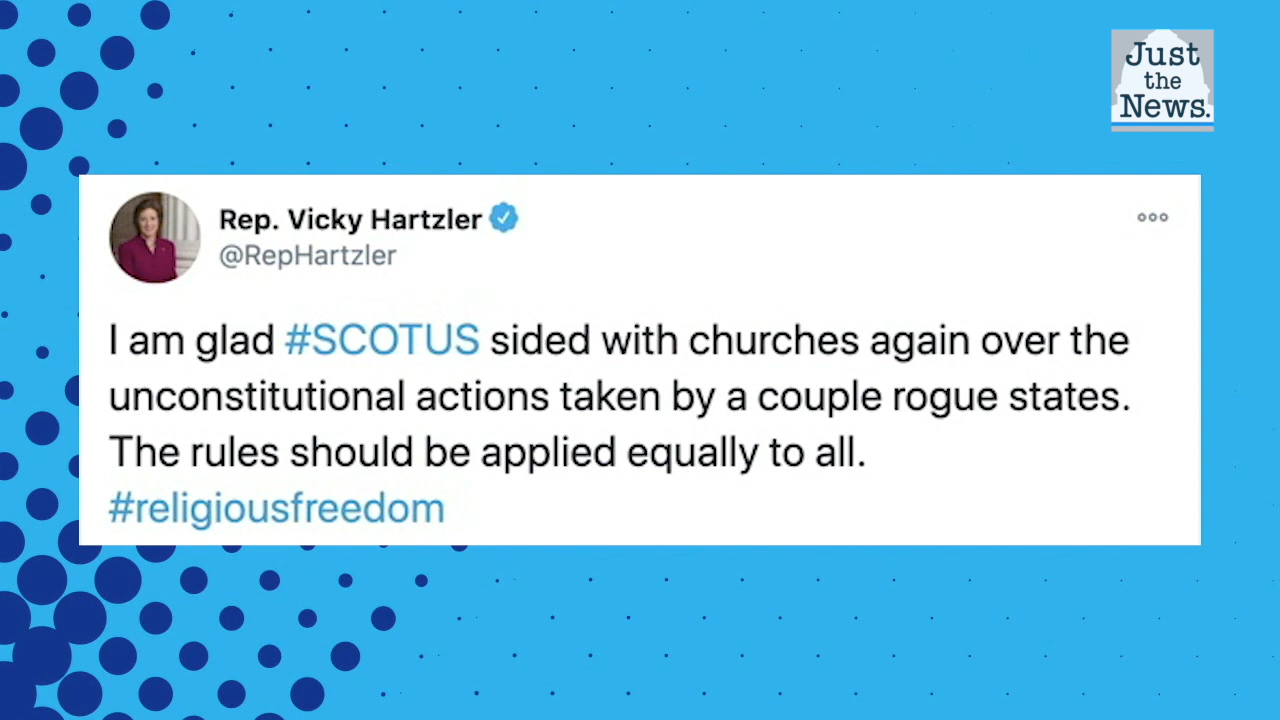 Just
the
News.
Rep. Vicky Hartzler
@RepHartzler
I am glad #SCOTUS sided with churches again over the
unconstitutional actions taken by a couple rogue states.
The rules should be applied equally to all.
#religiousfreedom